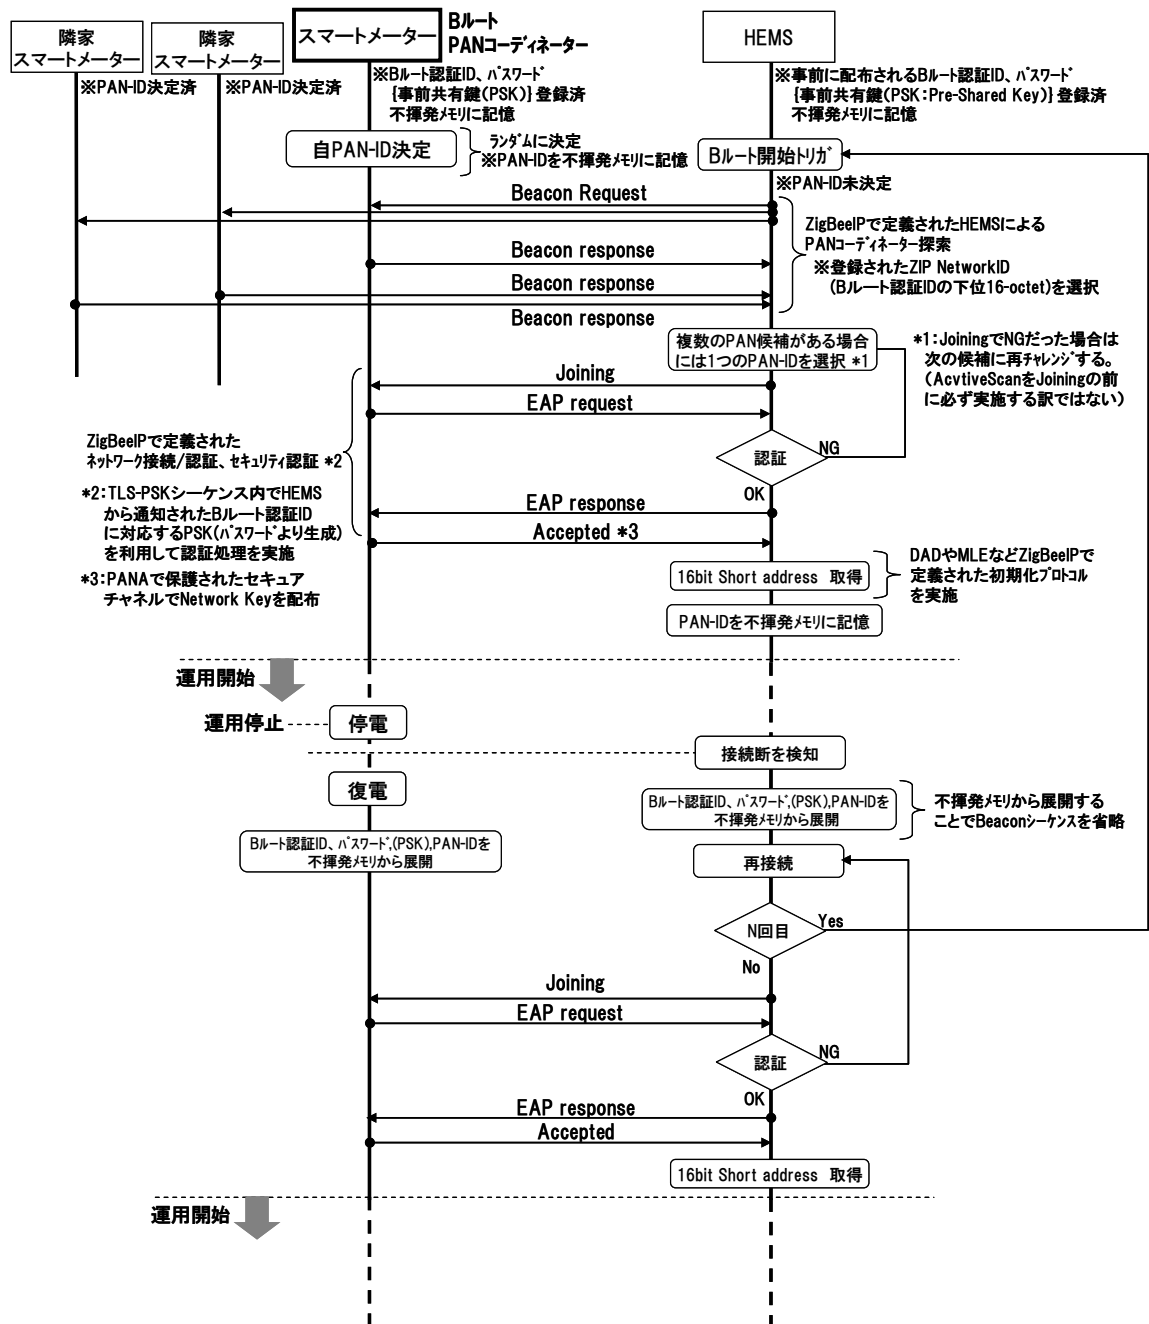 隣家
スマートメーター
※PAN-ID決定済
隣家
スマートメーター
※PAN-ID決定済
スマートメーター
Bルート
PANコーディネーター
※Bルート認証ID、パスワード
{事前共有鍵(PSK)}登録済
不揮発メモリに記憶
HEMS
※事前に配布されるBルート認証ID、パスワード
{事前共有鍵(PSK：Pre-Shared Key)}登録済
不揮発メモリに記憶
自PAN-ID決定
ランダムに決定
※PAN-IDを不揮発メモリに記憶
Bルート開始トリガ
※PAN-ID未決定
Beacon Request
ZigBeeIPで定義されたHEMSによる
PANコーディネーター探索
※登録されたZIP NetworkID
(Bルート認証IDの下位16-octet)を選択
Beacon response
Beacon response
Beacon response
複数のPAN候補がある場合
には1つのPAN-IDを選択 *1
*1：JoiningでNGだった場合は
次の候補に再チャレンジする。
（AcvtiveScanをJoiningの前
に必ず実施する訳ではない）
Joining
EAP request
認証
NG
OK
ZigBeeIPで定義された
ネットワーク接続/認証、セキュリティ認証 *2
*2：TLS-PSKシーケンス内でHEMS
から通知されたBルート認証ID
に対応するPSK(パスワードより生成)
を利用して認証処理を実施
*3：PANAで保護されたセキュア
チャネルでNetwork Keyを配布
EAP response
Accepted *3
16bit Short address 取得
DADやMLEなどZigBeeIPで
定義された初期化プロトコル
を実施
PAN-IDを不揮発メモリに記憶
運用開始
運用停止
停電
接続断を検知
復電
Bルート認証ID、パスワード,(PSK),PAN-IDを
不揮発メモリから展開
不揮発メモリから展開する
ことでBeaconシーケンスを省略
Bルート認証ID、パスワード,(PSK),PAN-IDを
不揮発メモリから展開
再接続
N回目
Yes
No
Joining
EAP request
認証
NG
OK
EAP response
Accepted
16bit Short address 取得
運用開始